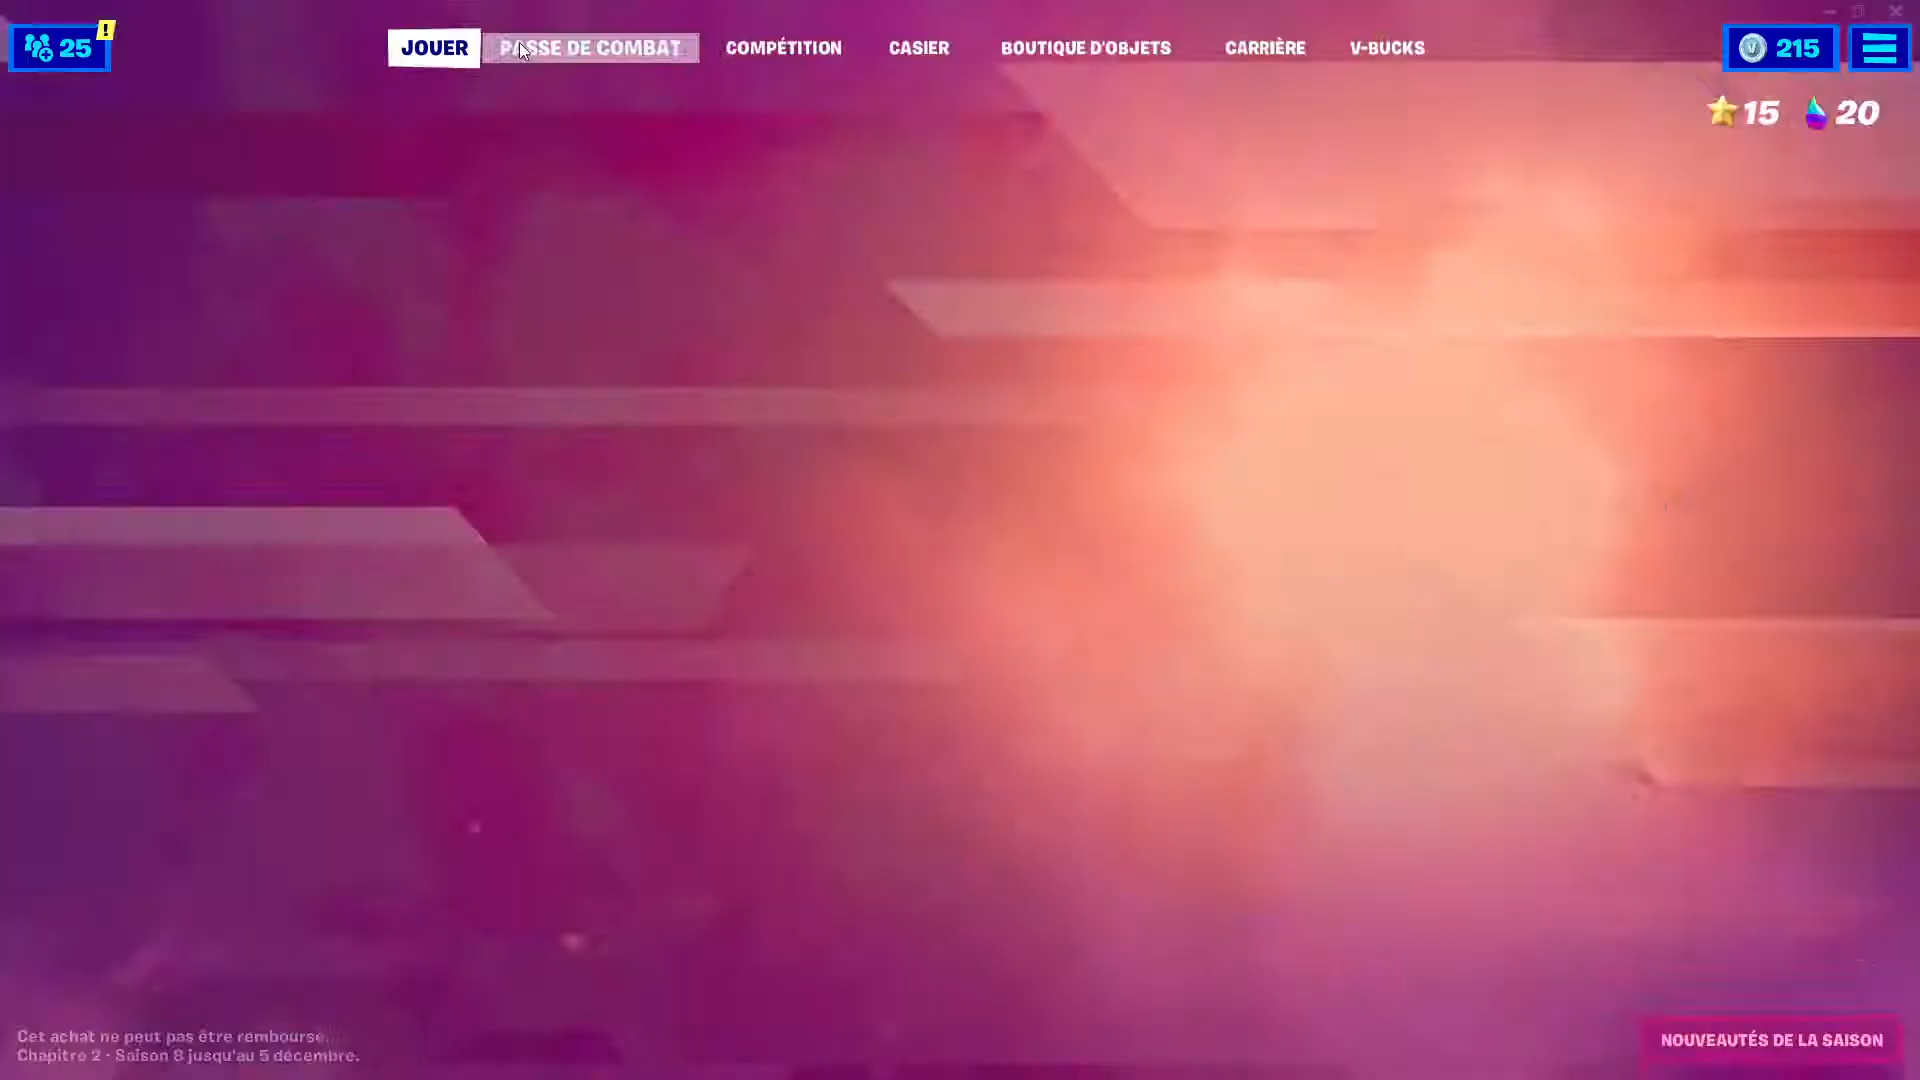 25
!
JOUER
PASSE DE COMBAT
COMPÉTITION
CASIER
BOUTIQUE D'OBJETS
CARRIÈRE
V-BUCKS
V
215
15
20
Cet achat ne peut pas être rembourse...
Chapitre 2 - Saison 8 jusqu'au 5 décembre.
NOUVEAUTÉS DE LA SAISON